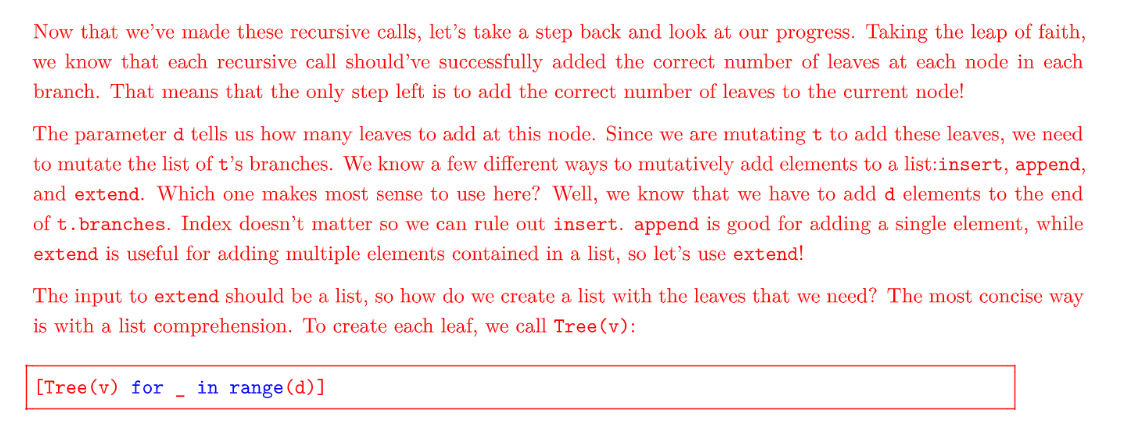 Now that we've made these recursive calls, let's take a step back and look at our progress. Taking the leap of faith,
we know that each recursive call should've successfully added the correct number of leaves at each node in each
branch. That means that the only step left is to add the correct number of leaves to the current node!
The parameter d tells us how many leaves to add at this node. Since we are mutating t to add these leaves, we need
to mutate the list of t's branches. We know a few different ways to mutatively add elements to a list:insert, append,
and extend. Which one makes most sense to use here? Well, we know that we have to add d elements to the end
of t.branches. Index doesn't matter so we can rule out insert. append is good for adding a single element, while
extend is useful for adding multiple elements contained in a list, so let's use extend!
The input to extend should be a list, so how do we create a list with the leaves that we need? The most concise way
is with a list comprehension. To create each leaf, we call Tree(v):
[Tree(v) for _ in range(d)]